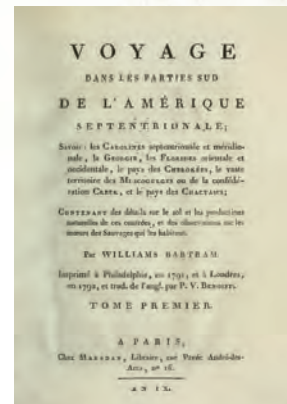 VOYAGE
DANS LES PARTIES SUD
DE L'AMÉRIQUE
SEPTENTRIONALE;
SAVOIR : les CAROLINES septentrionale et méridio-
nale, la GEORGIE, les FLORIDES orientale et
occidentale, le pays des CHEROKÉES, le vaste
territoire des MUSCOGULGES ou de la confédé-
ration CREEK, et le pays des CHACTAWS;
CONTENANT des détails sur le sol et les productions
naturelles de ces contrées, et des observations sur les
mœurs des Sauvages qui les habitent.
Par WILLIAMS BARTRAM.
Imprimé à Philadelphie, en 1791, et à Londres,
en 1792, et trad. de l'angl. par P. V. BENOIST.
TOME PREMIER.
A PARIS,
Chez MARADAN, Libraire, rue Pavée André-des-
Arcs, nº 16.
AN IX.